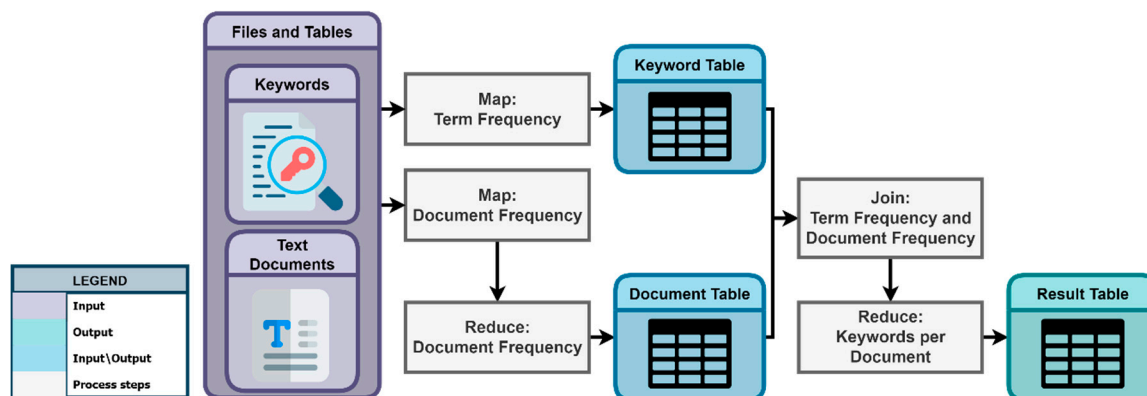 Files and Tables
Keywords
Text
Documents
Map:
Term Frequency
Map:
Document Frequency
Reduce:
Document Frequency
Keyword Table
Document Table
Join:
Term Frequency and
Document Frequency
Reduce:
Keywords per
Document
Result Table
LEGEND
Input
Output
Input\Output
Process steps